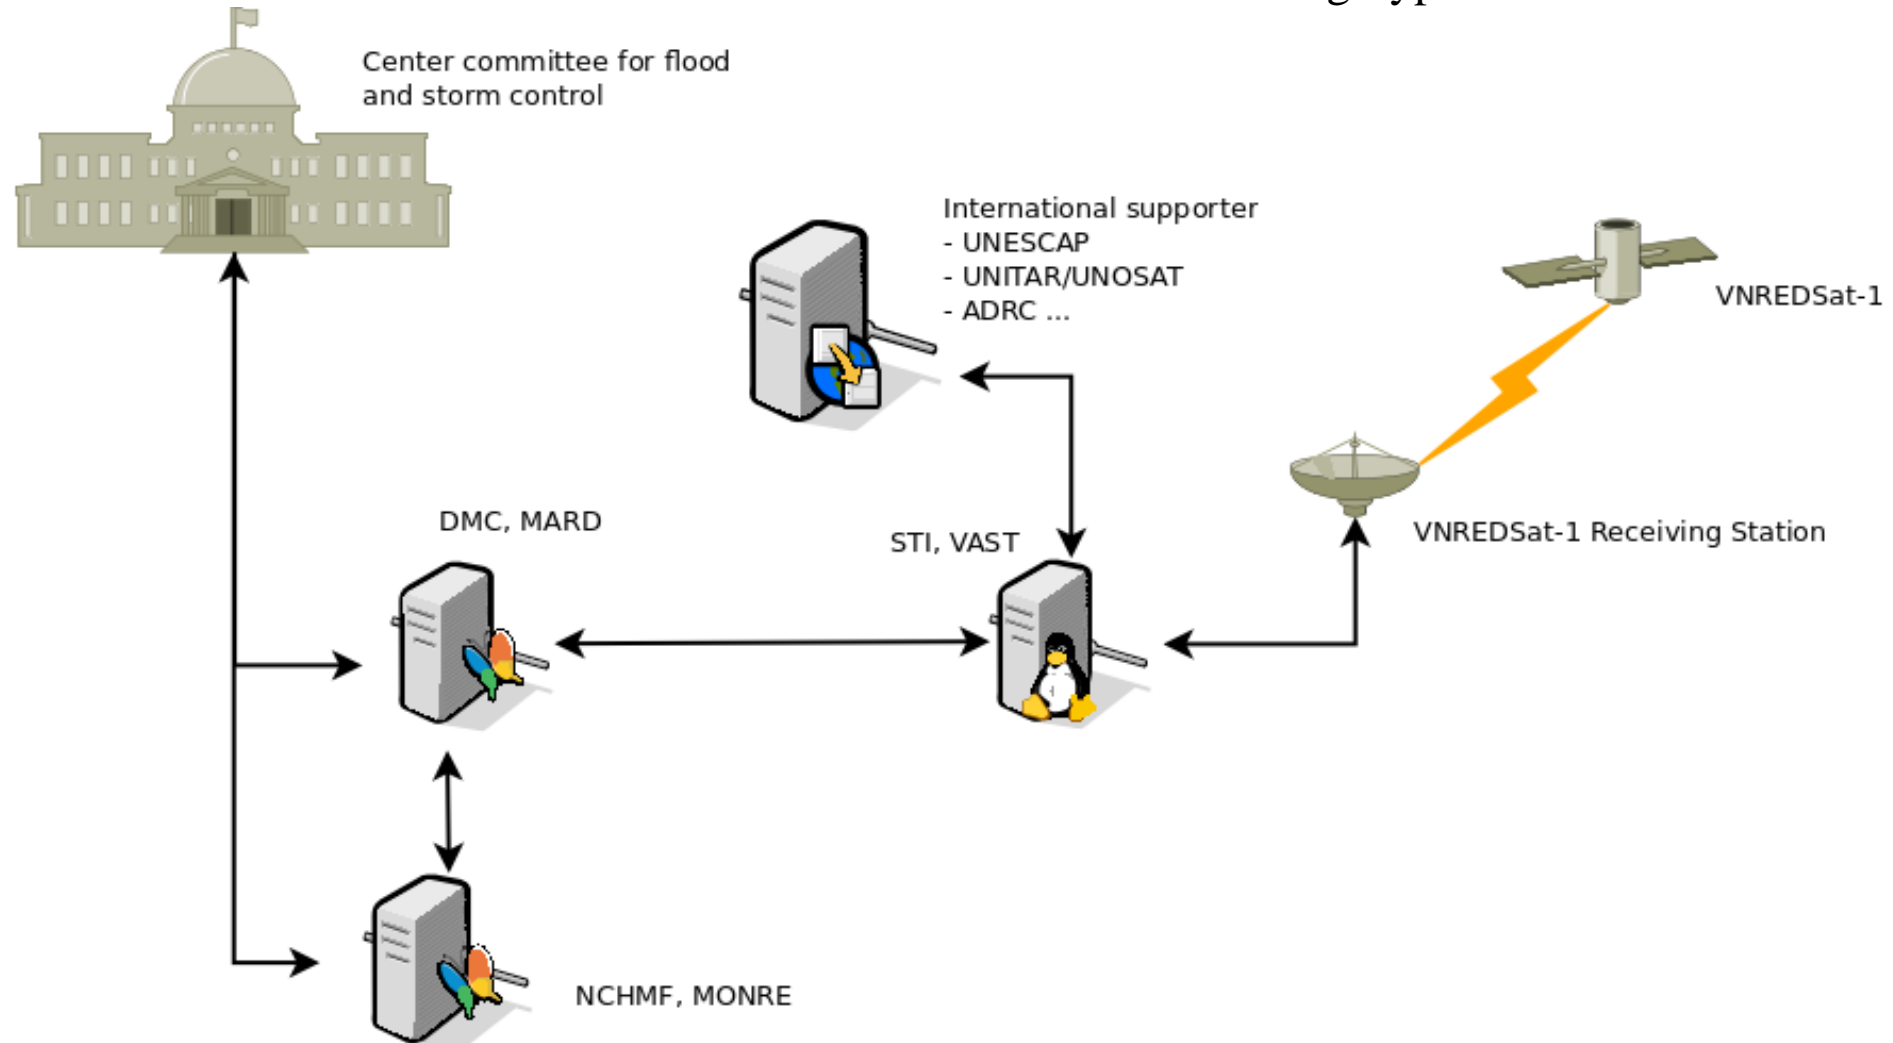 Center committee for flood
and storm control
International supporter
- UNESCAP
- UNITAR/UNOSAT
- ADRC ...
VNREDSat-1
DMC, MARD
STI, VAST
VNREDSat-1 Receiving Station
NCHMF, MONRE